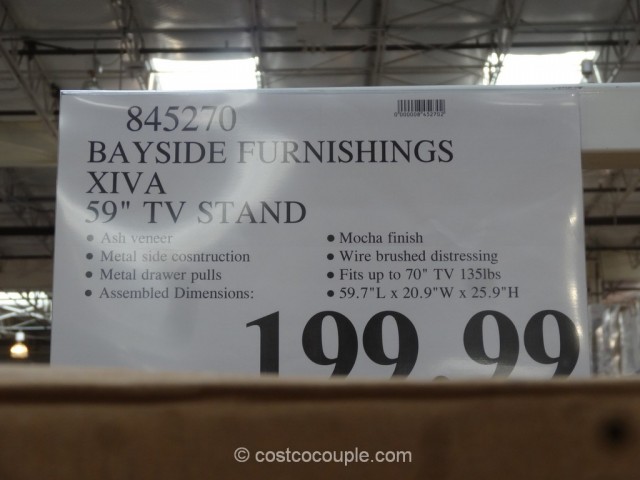 845270
BAYSIDE FURNISHINGS
XIVA
59" TV STAND
• Ash veneer
• Metal side cosntruction
• Metal drawer pulls
• Assembled Dimensions:
• Mocha finish
• Wire brushed distressing
• Fits up to 70" TV 135lbs
• 59.7"L x 20.9"W x 25.9"H
199.99
© costcocouple.com